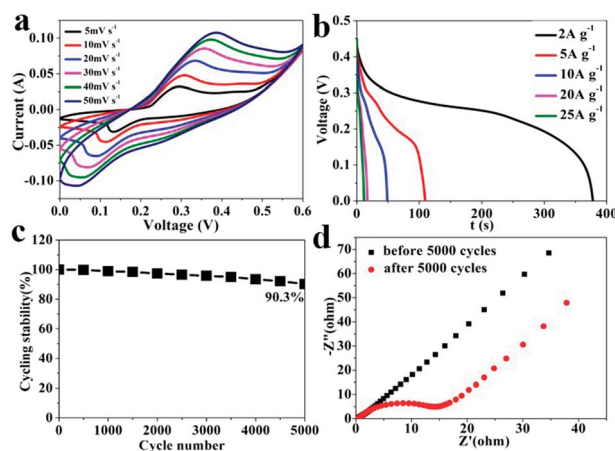 a
5mV s⁻¹
10mV s⁻¹
20mV s⁻¹
30mV s⁻¹
40mV s⁻¹
50mV s⁻¹
Current (A)
0.10
0.05
0.00
-0.05
-0.10
0.0 0.1 0.2 0.3 0.4 0.5 0.6
Voltage (V)
b
2A g⁻¹
5A g⁻¹
10A g⁻¹
20A g⁻¹
25A g⁻¹
Voltage (V)
0.5
0.4
0.3
0.2
0.1
0.0
0 100 200 300 400
t (s)
c
Cycling stability(%)
120
100
80
60
40
20
0
90.3%
0 1000 2000 3000 4000 5000
Cycle number
d
before 5000 cycles
after 5000 cycles
-Z''(ohm)
-70
-60
-50
-40
-30
-20
-10
0
0 10 20 30 40
Z'(ohm)